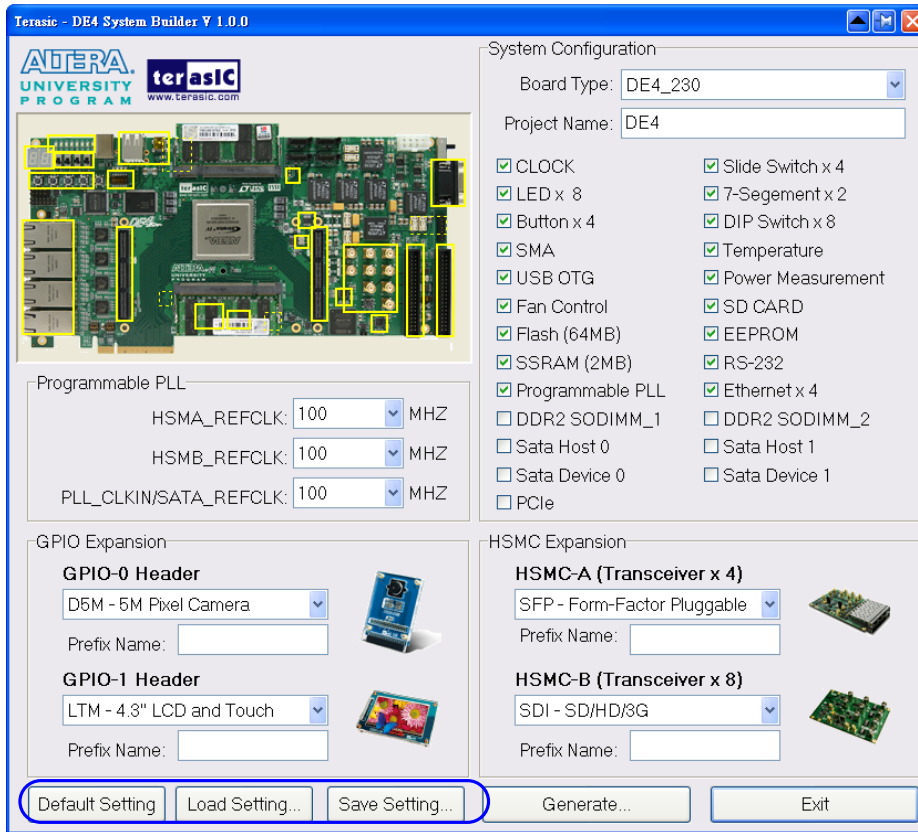 Terasic - DE4 System Builder V 1.0.0
ALTERA.
UNIVERSITY
PROGRAM
terasIC
www.terasic.com
System Configuration
Board Type: DE4_230
Project Name: DE4
CLOCK
Slide Switch x 4
LED x 8
7-Segement x 2
Button x 4
DIP Switch x 8
SMA
Temperature
USB OTG
Power Measurement
Fan Control
SD CARD
Flash (64MB)
EEPROM
SSRAM (2MB)
RS-232
Programmable PLL
Ethernet x 4
DDR2 SODIMM_1
DDR2 SODIMM_2
Sata Host 0
Sata Host 1
Sata Device 0
Sata Device 1
PCIe
Programmable PLL
HSMA_REFCLK: 100 MHZ
HSMB_REFCLK: 100 MHZ
PLL_CLKIN/SATA_REFCLK: 100 MHZ
GPIO Expansion
GPIO-0 Header
D5M - 5M Pixel Camera
Prefix Name:
GPIO-1 Header
LTM - 4.3" LCD and Touch
Prefix Name:
HSMC Expansion
HSMC-A (Transceiver x 4)
SFP - Form-Factor Pluggable
Prefix Name:
HSMC-B (Transceiver x 8)
SDI - SD/HD/3G
Prefix Name:
Default Setting
Load Setting...
Save Setting...
Generate...
Exit